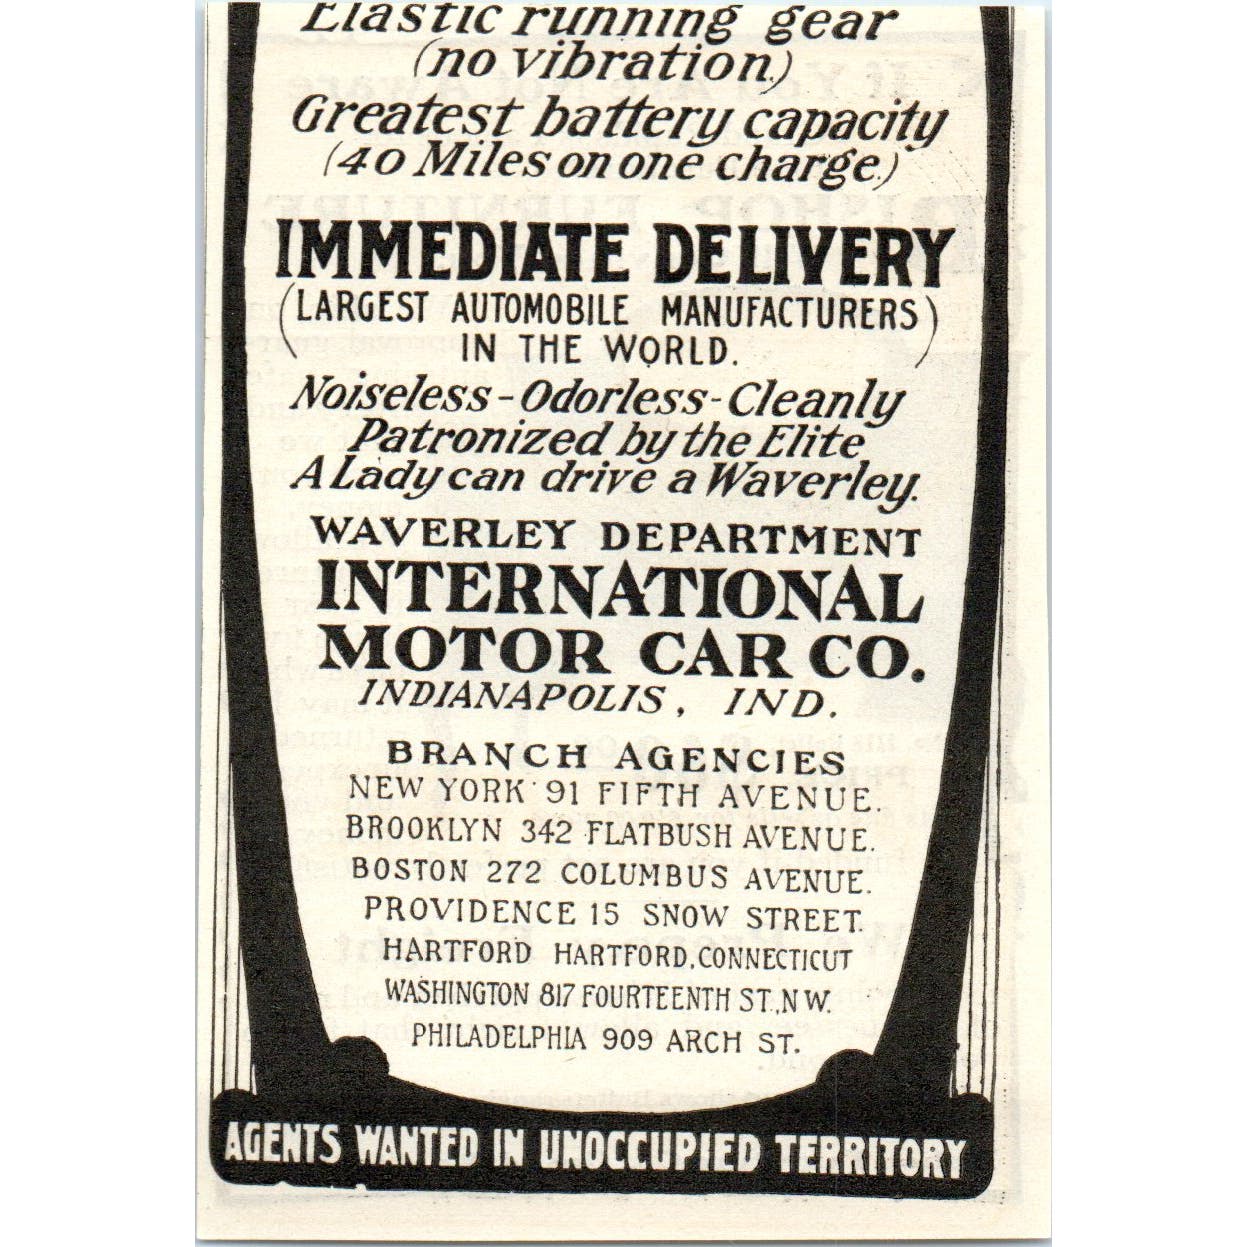 Elastic running gear
(no vibration.)
Greatest battery capacity
(40 Miles on one charge.)
IMMEDIATE DELIVERY
(LARGEST AUTOMOBILE MANUFACTURERS)
IN THE WORLD.
Noiseless - Odorless - Cleanly
Patronized by the Elite
A Lady can drive a Waverley.
WAVERLEY DEPARTMENT
INTERNATIONAL
MOTOR CAR CO.
INDIANAPOLIS, IND.
BRANCH AGENCIES
NEW YORK 91 FIFTH AVENUE.
BROOKLYN 342 FLATBUSH AVENUE.
BOSTON 272 COLUMBUS AVENUE.
PROVIDENCE 15 SNOW STREET.
HARTFORD HARTFORD, CONNECTICUT
WASHINGTON 817 FOURTEENTH ST., N W.
PHILADELPHIA 909 ARCH ST.
AGENTS WANTED IN UNOCCUPIED TERRITORY